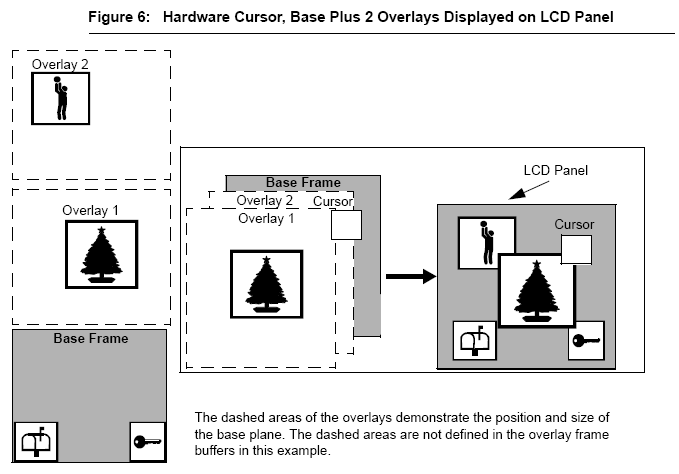 Figure 6: Hardware Cursor, Base Plus 2 Overlays Displayed on LCD Panel
Overlay 2
Overlay 1
Base Frame
Base Frame
Overlay 2 Cursor
Overlay 1
LCD Panel
Cursor
The dashed areas of the overlays demonstrate the position and size of
the base plane. The dashed areas are not defined in the overlay frame
buffers in this example.